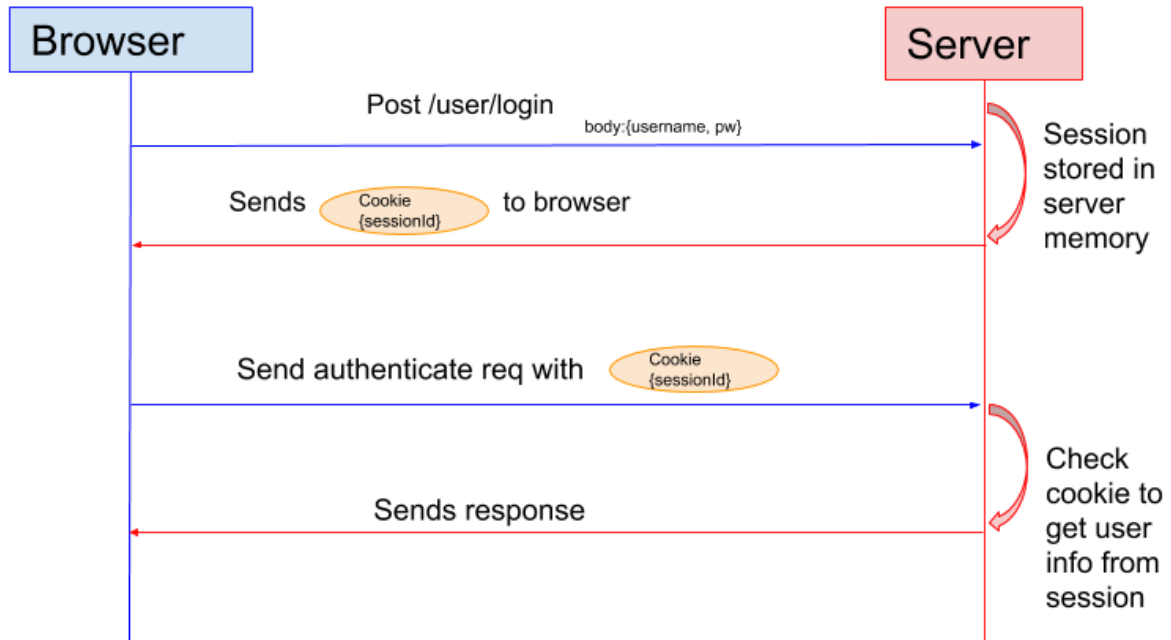 Browser
Server
Post /user/login
body:{username, pw}
Session
stored in
server
memory
Sends
Cookie
{sessionId}
to browser
Send authenticate req with
Cookie
{sessionId}
Check
cookie to
get user
info from
session
Sends response